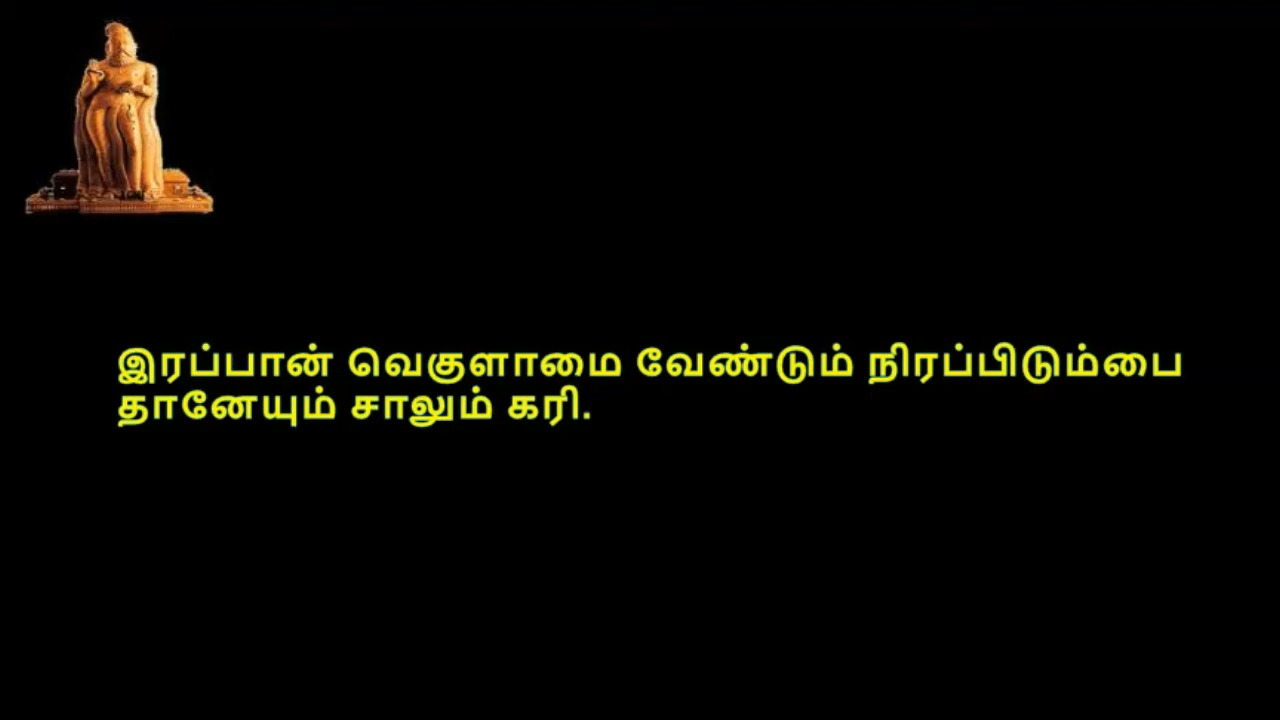 இரப்பான் வெகுளாமை வேண்டும் நிரப்பிடும்பை
தானேயும் சாலும் கரி.